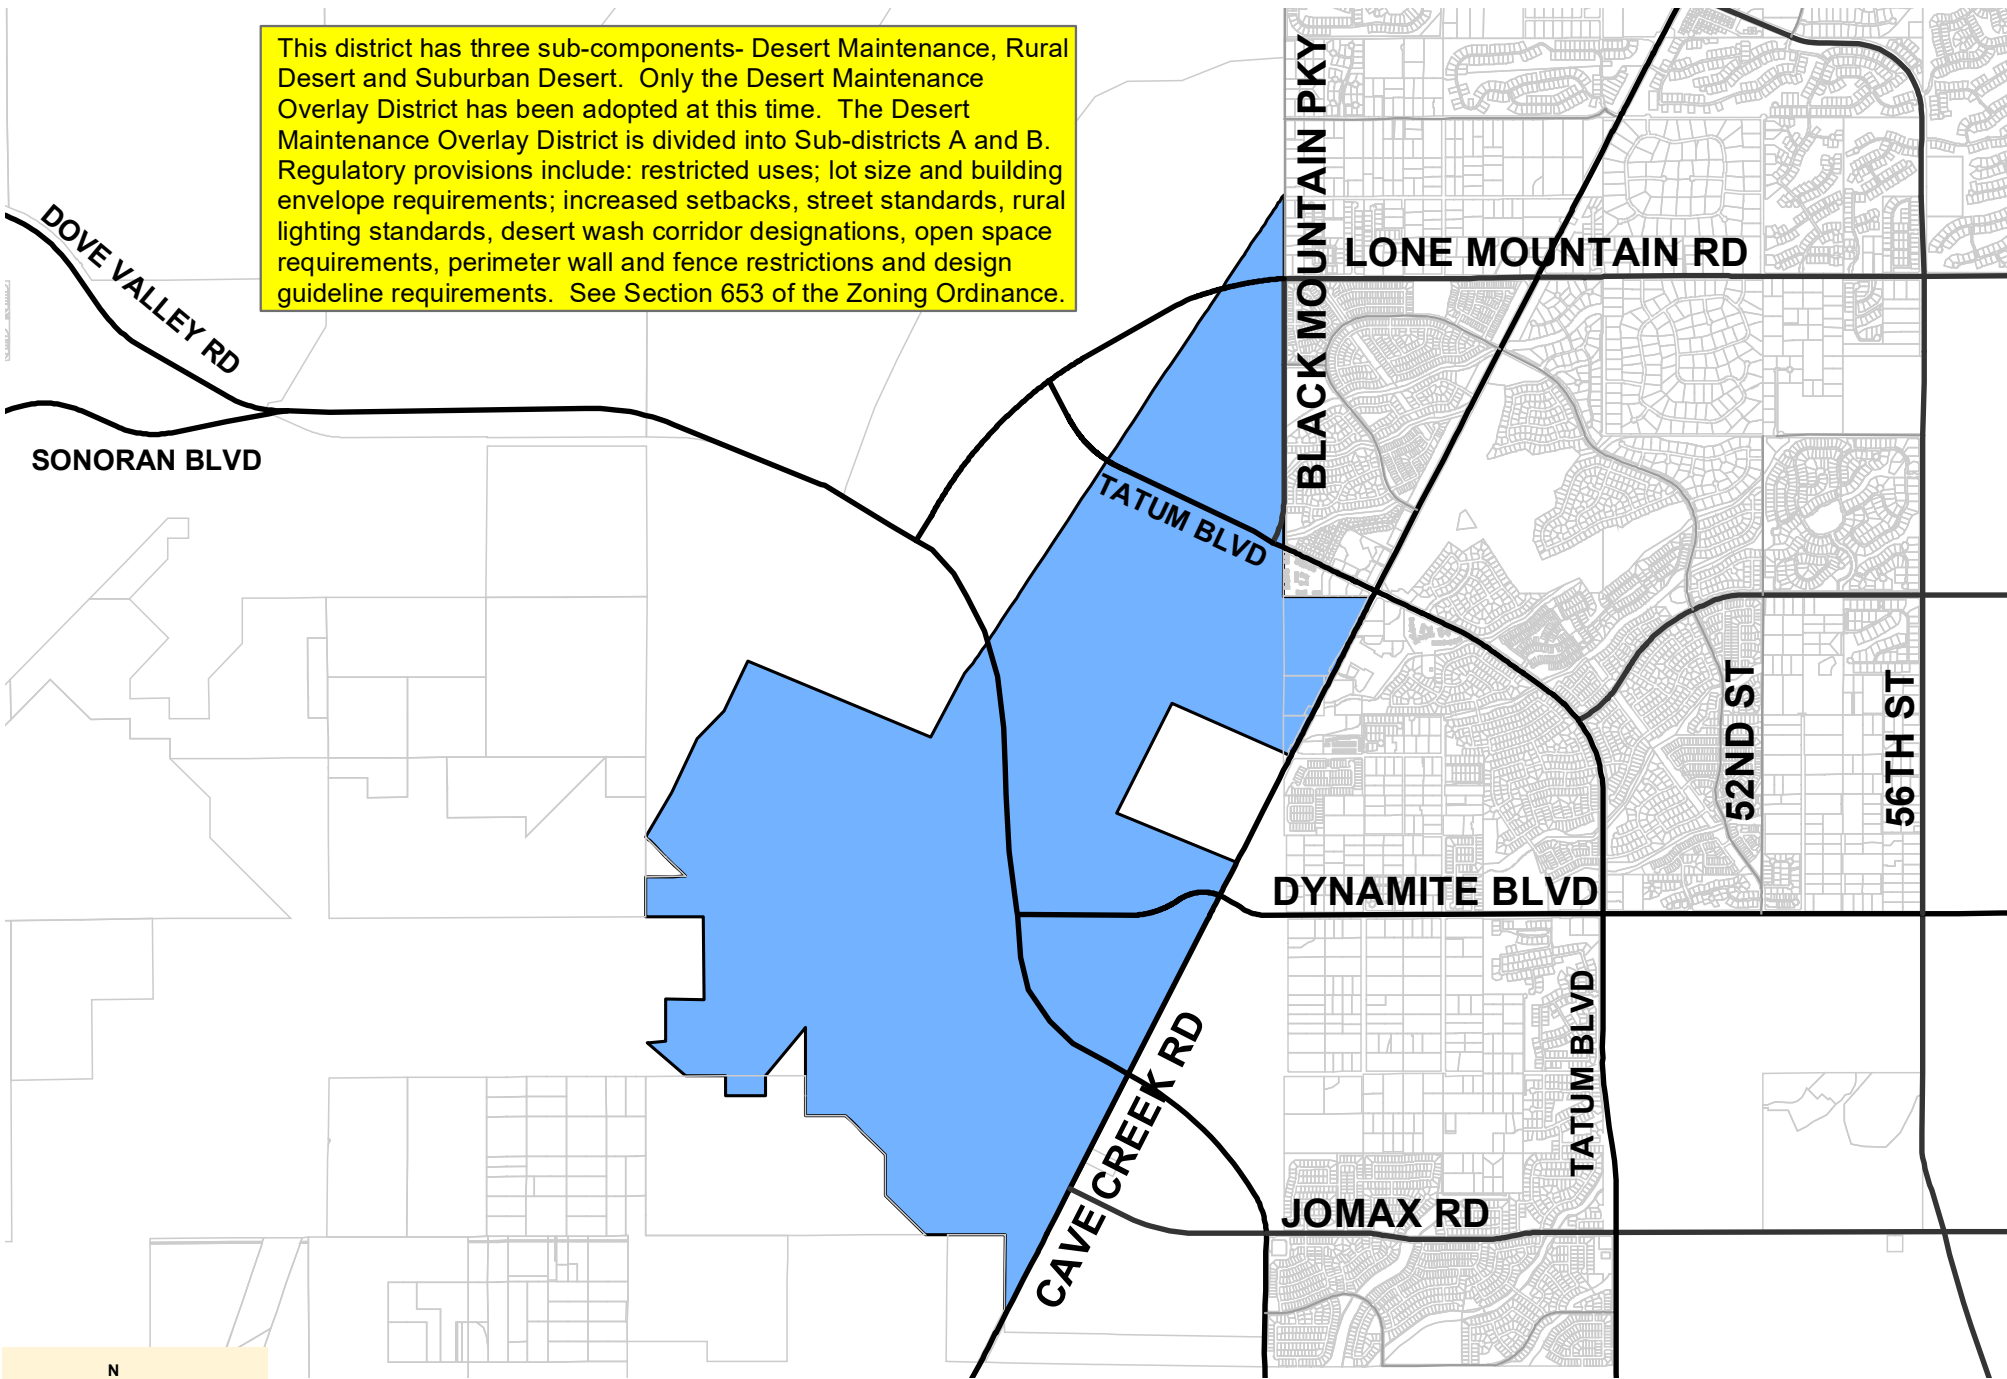 This district has three sub-components- Desert Maintenance, Rural
Desert and Suburban Desert.  Only the Desert Maintenance
Overlay District has been adopted at this time.  The Desert
Maintenance Overlay District is divided into Sub-districts A and B.
Regulatory provisions include: restricted uses; lot size and building
envelope requirements; increased setbacks, street standards, rural
lighting standards, desert wash corridor designations, open space
requirements, perimeter wall and fence restrictions and design
guideline requirements.  See Section 653 of the Zoning Ordinance.
BLACK MOUNTAIN PKY
LONE MOUNTAIN RD
DOVE VALLEY RD
SONORAN BLVD
TATUM BLVD
52ND ST
56TH ST
DYNAMITE BLVD
TATUM BLVD
CAVE CREEK RD
JOMAX RD
N